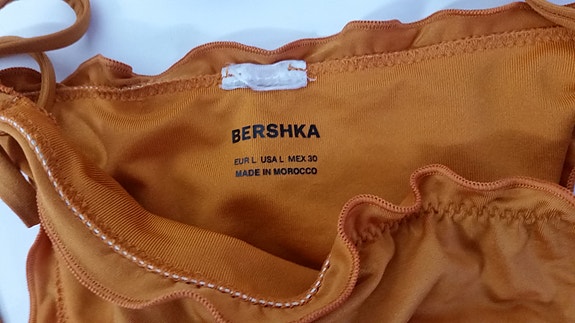 BERSHKA
EUR L USA L MEX 30
MADE IN MOROCCO